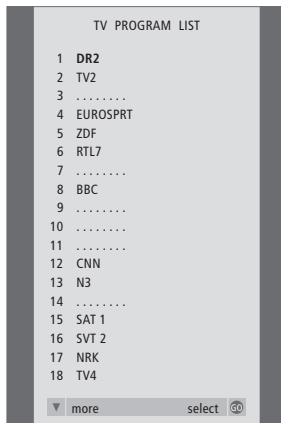 TV PROGRAM LIST
1 DR2
2 TV2
3 ........
4 EUROSPRT
5 ZDF
6 RTL7
7 ........
8 BBC
9 ........
10 ........
11 ........
12 CNN
13 N3
14 ........
15 SAT 1
16 SVT 2
17 NRK
18 TV4
▼ more select GO